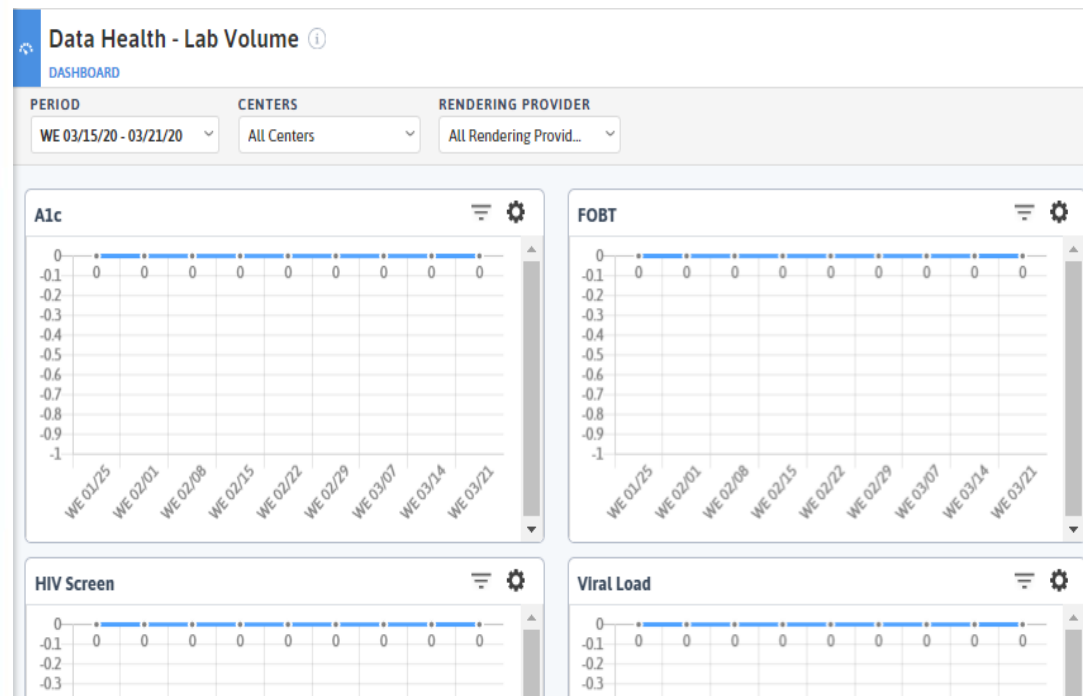 Data Health - Lab Volume
DASHBOARD
PERIOD CENTERS RENDERING PROVIDER
WE 03/15/20 - 03/21/20 All Centers All Rendering Provid...
A1c
0
-0.1
-0.2
-0.3
-0.4
-0.5
-0.6
-0.7
-0.8
-0.9
-1
0 0 0 0 0 0 0 0 0
WE 01/25 WE 02/01 WE 02/08 WE 02/15 WE 02/22 WE 02/29 WE 03/07 WE 03/14 WE 03/21
FOBT
0
-0.1
-0.2
-0.3
-0.4
-0.5
-0.6
-0.7
-0.8
-0.9
-1
0 0 0 0 0 0 0 0 0
WE 01/25 WE 02/01 WE 02/08 WE 02/15 WE 02/22 WE 02/29 WE 03/07 WE 03/14 WE 03/21
HIV Screen
0
-0.1
-0.2
-0.3
0 0 0 0 0 0 0 0 0
Viral Load
0
-0.1
-0.2
-0.3
0 0 0 0 0 0 0 0 0